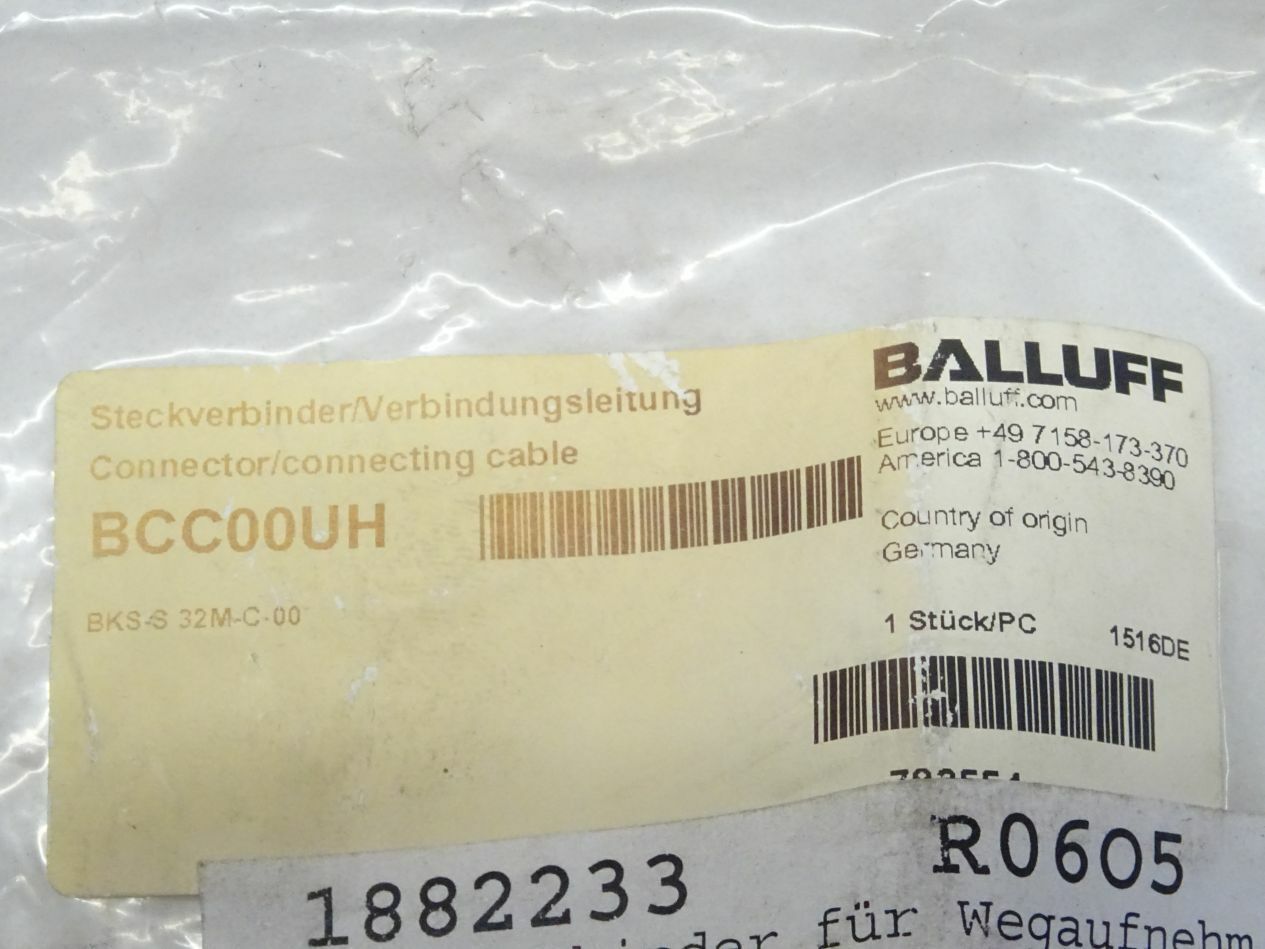 Steckverbinder/Verbindungsleitung
Connector/connecting cable
BCC00UH
BKS-S 32M-C-00
BALLUFF
www.balluff.com
Europe +49 7158-173-370
America 1-800-543-8390
Country of origin
Germany
1 Stück/PC
1516DE
R0605
1882233
für Wegaufnehm